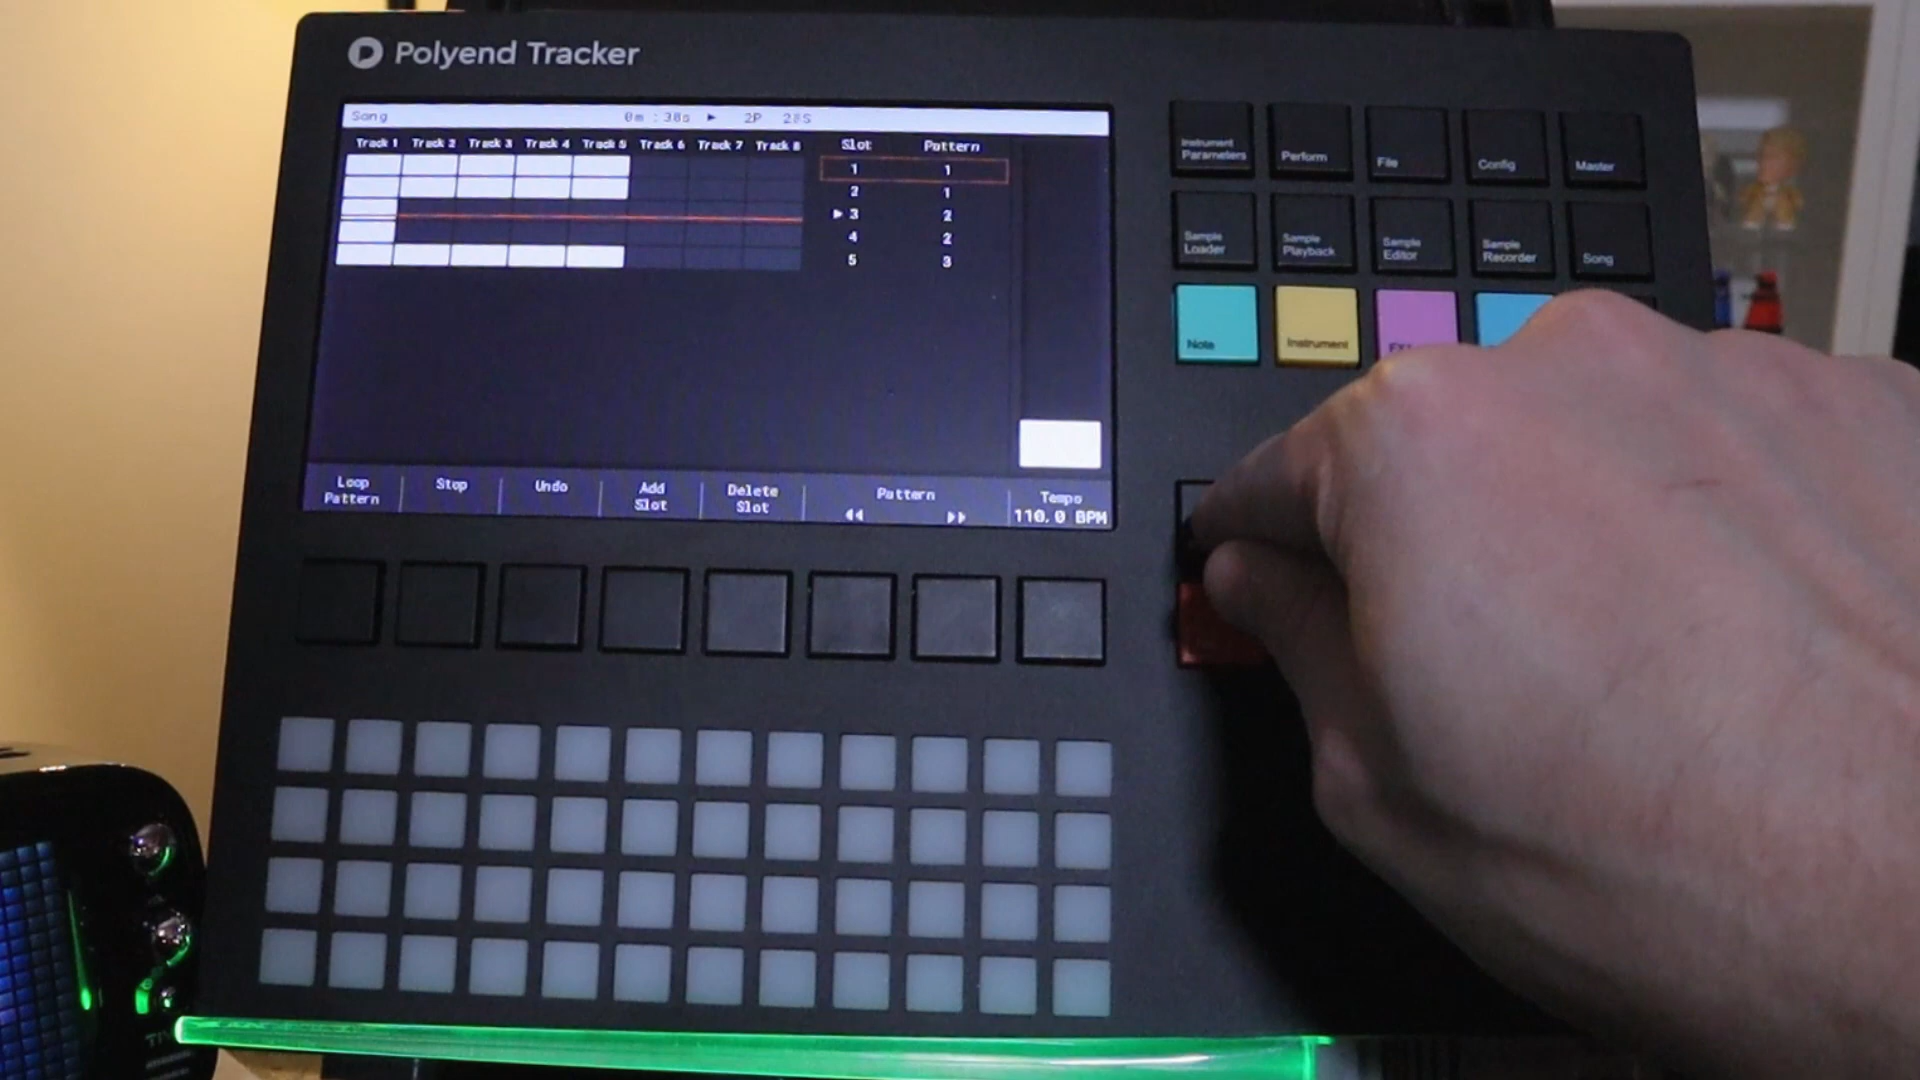 Polyend Tracker
Song 0m :38s 2P 28S
Track 1 Track 2 Track 3 Track 4 Track 5 Track 6 Track 7 Track 8 Slot Pattern
1 1
2 1
3 2
4 2
5 3
Loop Pattern
Stop
Undo
Add Slot
Delete Slot
Pattern
Tempo
110.0 BPM
Instrument Parameters
Perform
File
Config
Master
Sample Loader
Sample Playback
Sample Editor
Sample Recorder
Song
Note
Instrument